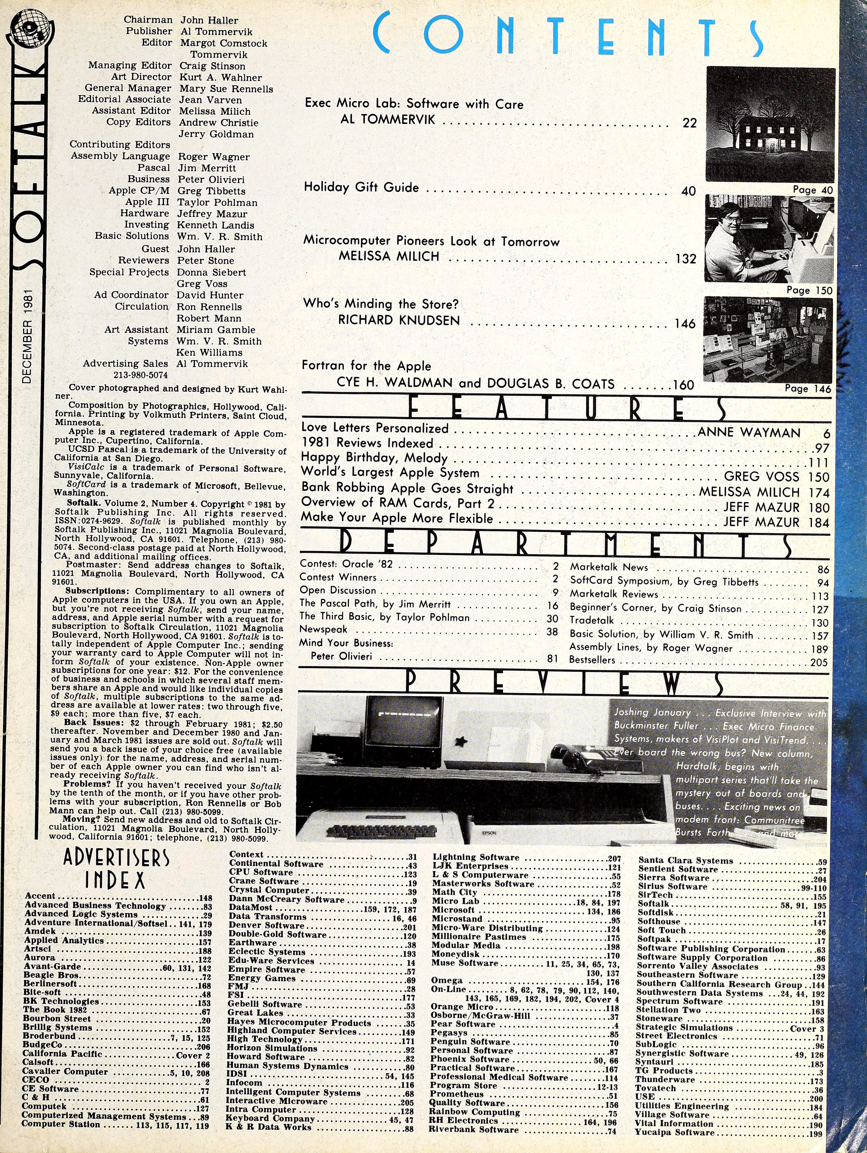 SOFTALK
DECEMBER 1981
Chairman John Haller
Publisher Al Tommervik
Editor Margot Comstock
Tommervik
Managing Editor Craig Stinson
Art Director Kurt A. Wahlner
General Manager Mary Sue Rennells
Editorial Associate Jean Varven
Assistant Editor Melissa Milich
Copy Editors Andrew Christie
Jerry Goldman
Contributing Editors
Assembly Language Roger Wagner
Pascal Jim Merritt
Business Peter Olivieri
Apple CP/M Greg Tibbetts
Apple III Taylor Pohlman
Hardware Jeffrey Mazur
Investing Kenneth Landis
Basic Solutions Wm. V. R. Smith
Guest John Haller
Reviewers Peter Stone
Special Projects Donna Siebert
Greg Voss
Ad Coordinator David Hunter
Circulation Ron Rennells
Robert Mann
Art Assistant Miriam Gamble
Systems Wm. V. R. Smith
Ken Williams
Advertising Sales Al Tommervik
213-980-5074
Cover photographed and designed by Kurt Wahl-
ner.
Composition by Photographics, Hollywood, Cali-
fornia. Printing by Volkmuth Printers, Saint Cloud,
Minnesota.
Apple is a registered trademark of Apple Com-
puter Inc., Cupertino, California.
UCSD Pascal is a trademark of the University of
California at San Diego.
VisiCalc is a trademark of Personal Software,
Sunnyvale, California.
SoftCard is a trademark of Microsoft, Bellevue,
Washington.
Softalk. Volume 2, Number 4. Copyright © 1981 by
Softalk Publishing Inc. All rights reserved.
ISSN:0274-9629. Softalk is published monthly by
Softalk Publishing Inc., 11021 Magnolia Boulevard,
North Hollywood, CA 91601. Telephone, (213) 980-
5074. Second-class postage paid at North Hollywood,
CA, and additional mailing offices.
Postmaster: Send address changes to Softalk,
11021 Magnolia Boulevard, North Hollywood, CA
91601.
Subscriptions: Complimentary to all owners of
Apple computers in the USA. If you own an Apple,
but you're not receiving Softalk, send your name,
address, and Apple serial number with a request for
subscription to Softalk Circulation, 11021 Magnolia
Boulevard, North Hollywood, CA 91601. Softalk is to-
tally independent of Apple Computer Inc.; sending
your warranty card to Apple Computer will not in-
form Softalk of your existence. Non-Apple owner
subscriptions for one year: $12. For the convenience
of business and schools in which several staff mem-
bers share an Apple and would like individual copies
of Softalk, multiple subscriptions to the same ad-
dress are available at lower rates: two through five,
$9 each; more than five, $7 each.
Back Issues: $2 through February 1981; $2.50
thereafter. November and December 1980 and Jan-
uary and March 1981 issues are sold out. Softalk will
send you a back issue of your choice free (available
issues only) for the name, address, and serial num-
ber of each Apple owner you can find who isn't al-
ready receiving Softalk.
Problems? If you haven't received your Softalk
by the tenth of the month, or if you have other prob-
lems with your subscription, Ron Rennells or Bob
Mann can help out. Call (213) 980-5099.
Moving? Send new address and old to Softalk Cir-
culation, 11021 Magnolia Boulevard, North Holly-
wood, California 91601; telephone, (213) 980-5099.
CONTENTS
Exec Micro Lab: Software with Care
AL TOMMERVIK 22
Holiday Gift Guide 40
Microcomputer Pioneers Look at Tomorrow
MELISSA MILICH 132
Who's Minding the Store?
RICHARD KNUDSEN 146
Fortran for the Apple
CYE H. WALDMAN and DOUGLAS B. COATS 160
Page 40
Page 150
Page 146
FEATURES
Love Letters Personalized ANNE WAYMAN 6
1981 Reviews Indexed 97
Happy Birthday, Melody 111
World's Largest Apple System GREG VOSS 150
Bank Robbing Apple Goes Straight MELISSA MILICH 174
Overview of RAM Cards, Part 2 JEFF MAZUR 180
Make Your Apple More Flexible JEFF MAZUR 184
DEPARTMENTS
Contest: Oracle '82 2
Contest Winners 2
Open Discussion 9
The Pascal Path, by Jim Merritt 16
The Third Basic, by Taylor Pohlman 30
Newspeak 38
Mind Your Business:
Peter Olivieri 81
Marketalk News 86
SoftCard Symposium, by Greg Tibbetts 94
Marketalk Reviews 113
Beginner's Corner, by Craig Stinson 127
Tradetalk 130
Basic Solution, by William V. R. Smith 157
Assembly Lines, by Roger Wagner 189
Bestsellers 205
PREVIEWS
Joshing January . . . Exclusive Interview with
Buckminster Fuller . . . Exec Micro Finance
Systems, makers of VisiPlot and VisiTrend. . . .
Ever board the wrong bus? New column,
Hardtalk, begins with
multipart series that'll take the
mystery out of boards and
buses. . . . Exciting news on
modem front: Communitree
Bursts Forth . . . and more
EPSON
ADVERTISERS
INDEX
Accent 148
Advanced Business Technology 83
Advanced Logic Systems 29
Adventure International/Softsel 141, 179
Amdek 139
Applied Analytics 157
Artsci 188
Aurora 122
Avant-Garde 60, 131, 142
Beagle Bros. 72
Berlinersoft 168
Bite-soft 48
BK Technologies 153
The Book 1982 67
Bourbon Street 20
Brillig Systems 152
Broderbund 7, 15, 125
BudgeCo 206
California Pacific Cover 2
Calsoft 166
Cavalier Computer 5, 10, 208
CECO 2
CE Software 77
C & H 61
Computek 127
Computerized Management Systems 89
Computer Station 113, 115, 117, 119
Context 31
Continental Software 43
CPU Software 123
Crane Software 19
Crystal Computer 39
Dann McCreary Software 9
DataMost 159, 172, 187
Data Transforms 16, 46
Denver Software 201
Double-Gold Software 120
Earthware 38
Eclectic Systems 193
Edu-Ware Services 14
Empire Software 57
Energy Games 69
FMJ 28
FSI 177
Gebelli Software 53
Great Lakes 33
Hayes Microcomputer Products 35
Highland Computer Services 149
High Technology 171
Horizon Simulations 92
Howard Software 82
Human Systems Dynamics 80
IDSI 54, 145
Infocom 116
Intelligent Computer Systems 68
Interactive Microware 205
Intra Computer 128
Keyboard Company 45, 47
K & R Data Works 88
Lightning Software 207
LJK Enterprises 121
L & S Computerware 55
Masterworks Software 52
Math City 178
Micro Lab 18, 84, 197
Microsoft 134, 186
Microstand 95
Micro-Ware Distributing 124
Millionaire Pastimes 175
Modular Media 198
Moneydisk 170
Muse Software 11, 25, 34, 65, 73,
130, 137
Omega 154, 176
On-Line 8, 62, 78, 79, 90, 112, 140,
143, 165, 169, 182, 194, 202, Cover 4
Orange Micro 118
Osborne/McGraw-Hill 37
Pear Software 4
Pegasys 85
Penguin Software 70
Personal Software 87
Phoenix Software 50, 66
Practical Software 167
Professional Medical Software 114
Program Store 12-13
Prometheus 51
Quality Software 156
Rainbow Computing 75
RH Electronics 164, 196
Riverbank Software 74
Santa Clara Systems 59
Sentient Software 27
Sierra Software 204
Sirius Software 99-110
SirTech 155
Softalk 58, 91, 195
Softdisk 21
Softhouse 147
Soft Touch 26
Softpak 17
Software Publishing Corporation 63
Software Supply Corporation 86
Sorrento Valley Associates 93
Southeastern Software 129
Southern California Research Group 144
Southwestern Data Systems 24, 44, 192
Spectrum Software 191
Stellation Two 163
Stoneware 158
Strategic Simulations Cover 3
Street Electronics 71
SubLogic 96
Synergistic Software 49, 126
Syntauri 185
TG Products 3
Thunderware 173
Tovatech 36
USE 200
Utilities Engineering 184
Village Software 64
Vital Information 190
Yucaipa Software 199